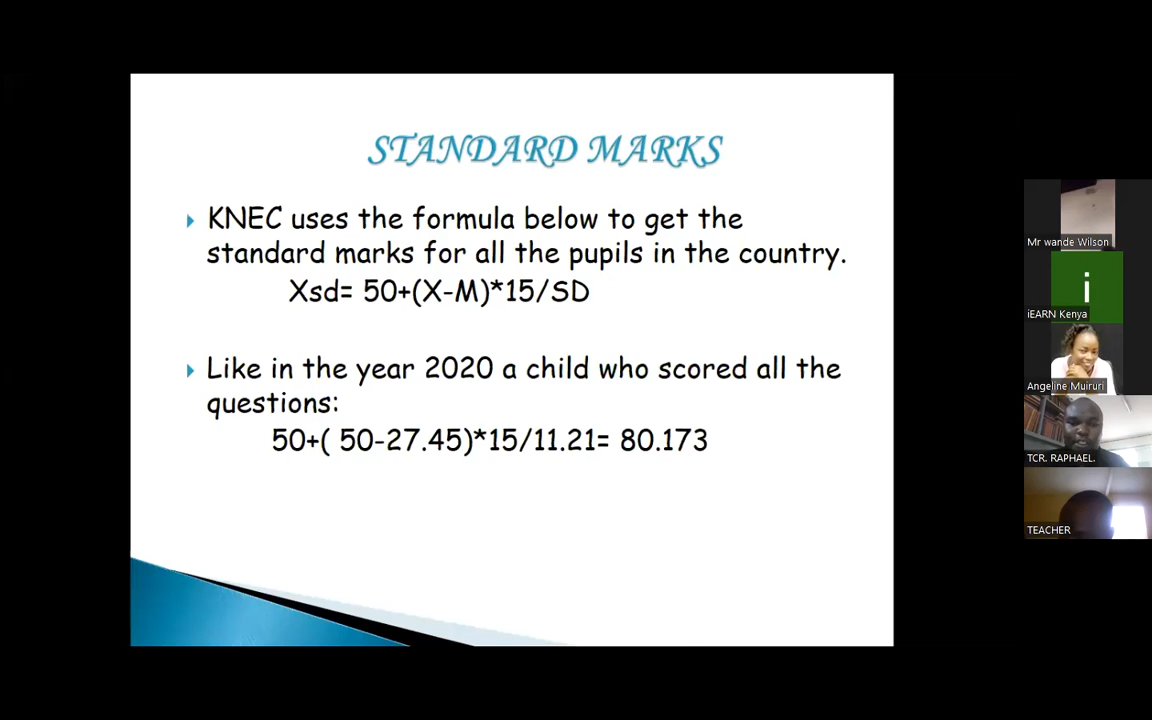 STANDARD MARKS
KNEC uses the formula below to get the
standard marks for all the pupils in the country.
Xsd= 50+(X-M)*15/SD
Like in the year 2020 a child who scored all the
questions:
50+( 50-27.45)*15/11.21= 80.173
Mr wande Wilson
i
iEARN Kenya
Angeline Muiruri
TCR. RAPHAEL.
TEACHER